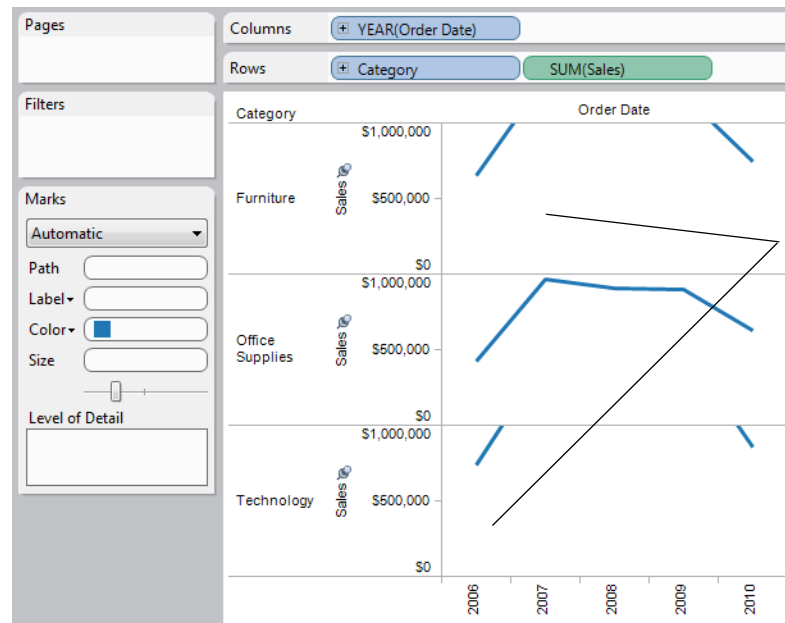 Pages
Columns
YEAR(Order Date)
Rows
Category
SUM(Sales)
Filters
Marks
Automatic
Path
Label
Color
Size
Level of Detail
Category
Order Date
Furniture
Sales
$1,000,000
$500,000
$0
Office
Supplies
Sales
$1,000,000
$500,000
$0
Technology
Sales
$1,000,000
$500,000
$0
2006
2007
2008
2009
2010